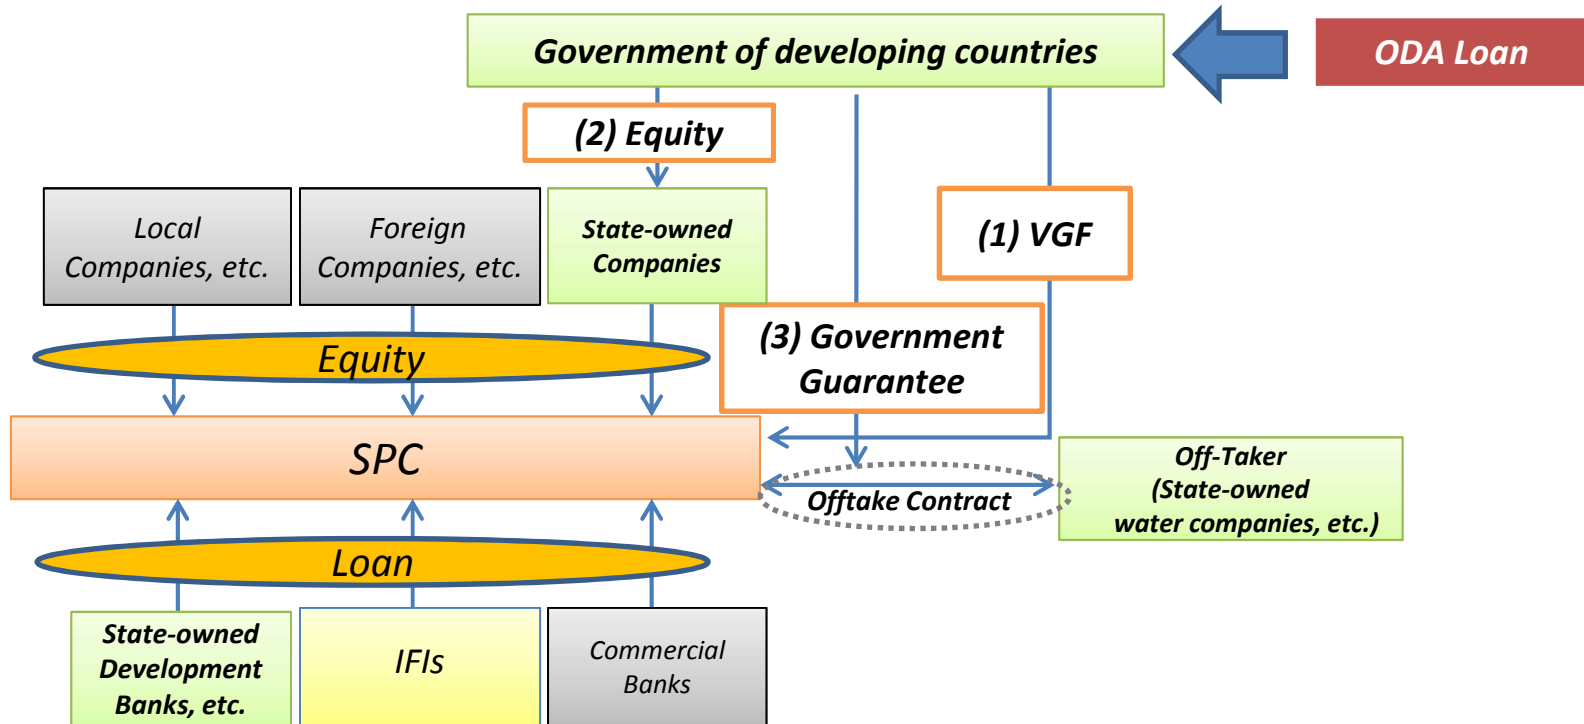 Government of developing countries
ODA Loan
(2) Equity
Local
Companies, etc.
Foreign
Companies, etc.
State-owned
Companies
(1) VGF
Equity
(3) Government
Guarantee
SPC
Offtake Contract
Off-Taker
(State-owned
water companies, etc.)
Loan
State-owned
Development
Banks, etc.
IFIs
Commercial
Banks